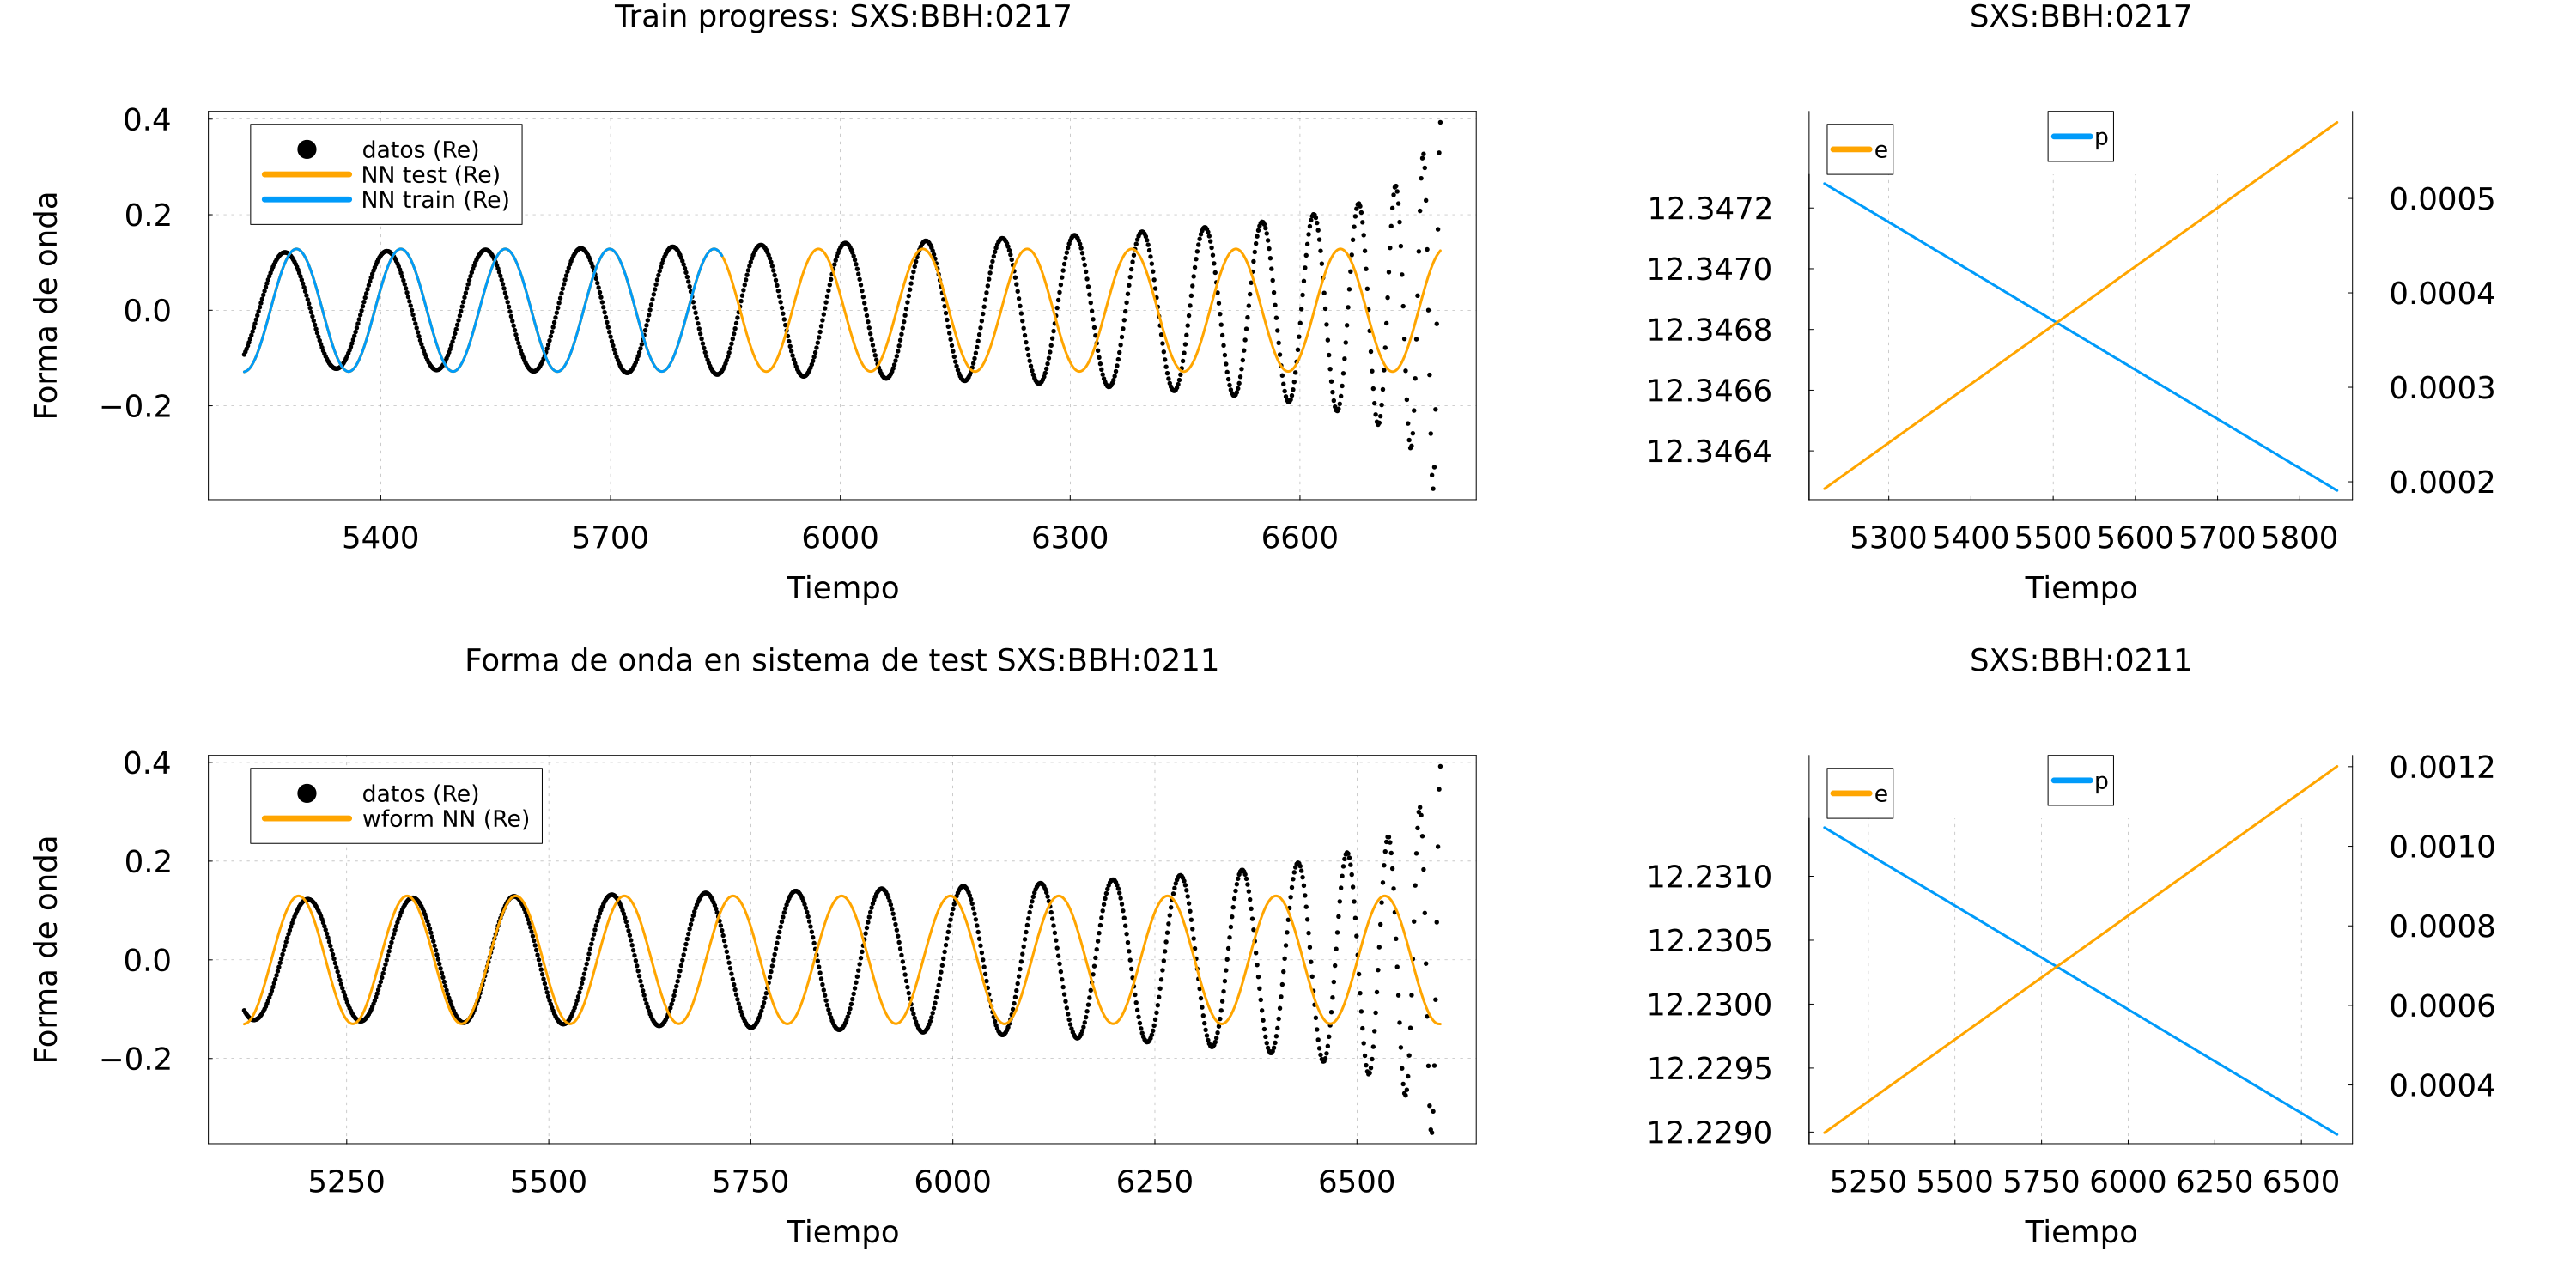 Train progress: SXS:BBH:0217
Forma de onda
0.4
0.2
0.0
−0.2
datos (Re)
NN test (Re)
NN train (Re)
5400 5700 6000 6300 6600
Tiempo
SXS:BBH:0217
12.3472
12.3470
12.3468
12.3466
12.3464
e
p
0.0005
0.0004
0.0003
0.0002
5300 5400 5500 5600 5700 5800
Tiempo
Forma de onda en sistema de test SXS:BBH:0211
Forma de onda
0.4
0.2
0.0
−0.2
datos (Re)
wform NN (Re)
5250 5500 5750 6000 6250 6500
Tiempo
SXS:BBH:0211
12.2310
12.2305
12.2300
12.2295
12.2290
e
p
0.0012
0.0010
0.0008
0.0006
0.0004
5250 5500 5750 6000 6250 6500
Tiempo